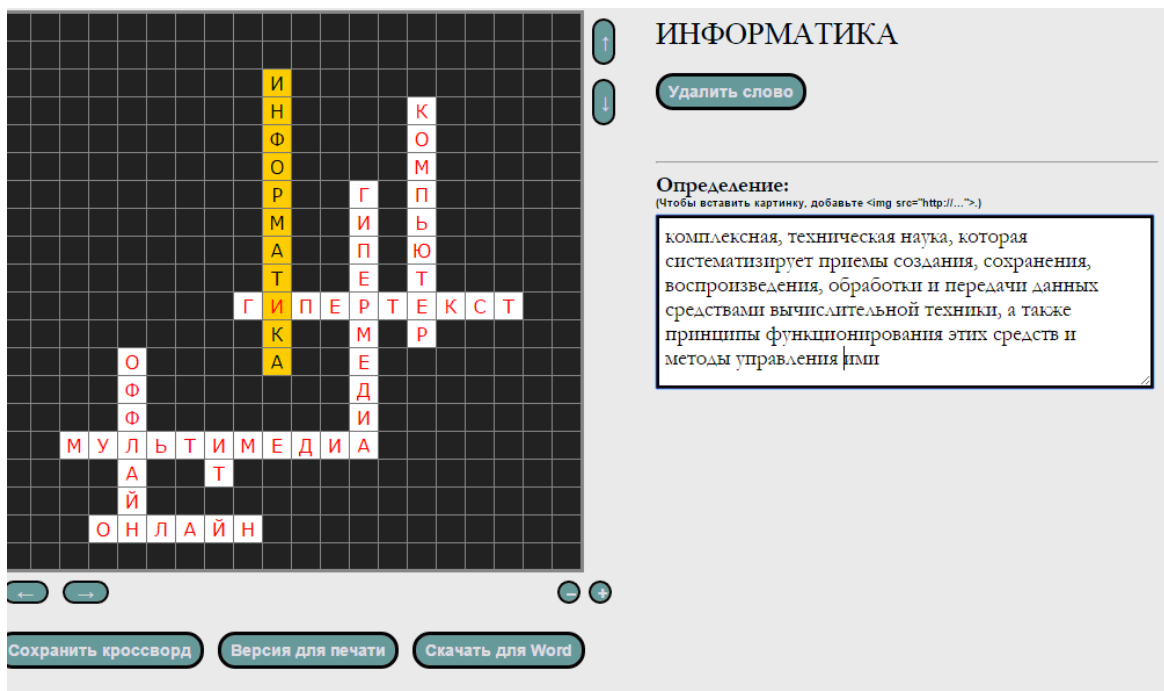 ИНФОРМАТИКА
КОМПЬЮТЕР
ГИПЕРМЕДИА
ГИПЕРТЕКСТ
ОФФЛАЙН
МУЛЬТИМЕДИА
ИТ
ОНЛАЙН
↑
↓
←
→
−
+
Сохранить кроссворд
Версия для печати
Скачать для Word
ИНФОРМАТИКА
Удалить слово
Определение:
(Чтобы вставить картинку, добавьте <img src="http://...">.)
комплексная, техническая наука, которая
систематизирует приемы создания, сохранения,
воспроизведения, обработки и передачи данных
средствами вычислительной техники, а также
принципы функционирования этих средств и
методы управления ими